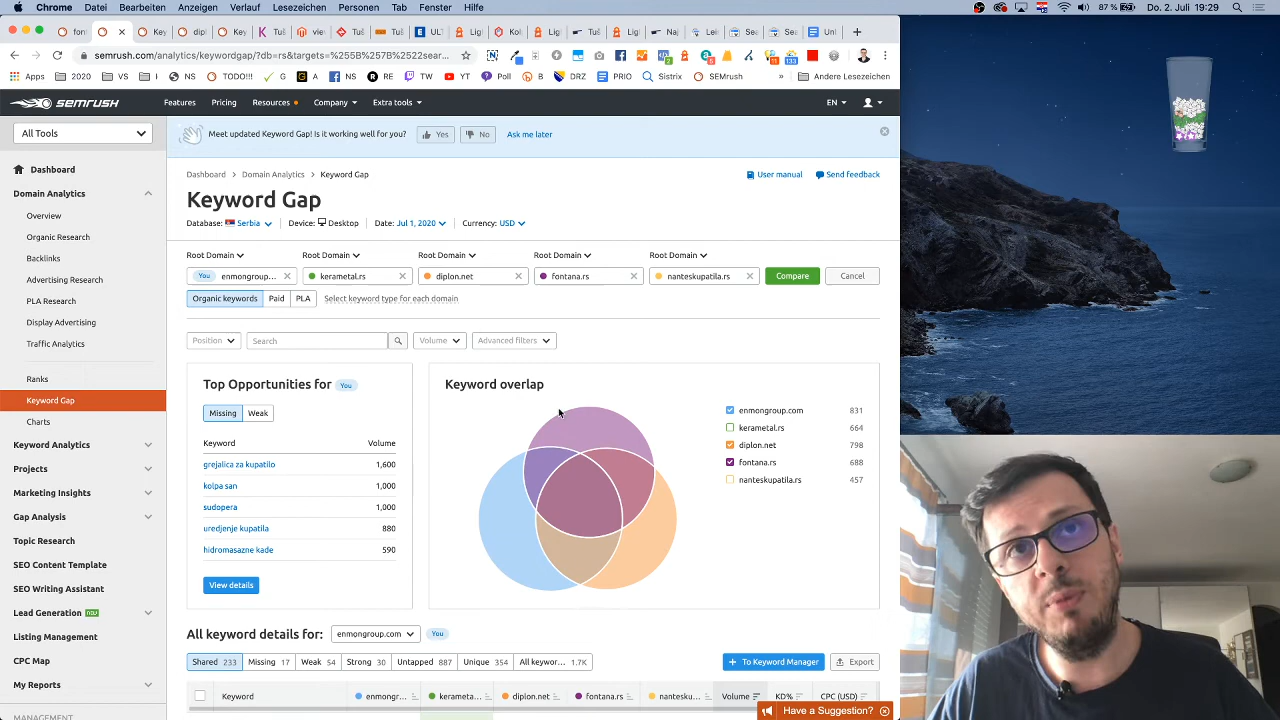 Chrome Datei Bearbeiten Anzeigen Verlauf Lesezeichen Personen Tab Fenster Hilfe 87 % Do. 2. Juli 19:29
semrush.com/analytics/keywordgap/?db=rs&targets=%255B%257B%2522sear...
Apps 2020 VS I NS TODO!!! G A NS RE TW YT Poll B DRZ PRIO Sistrix SEMrush » Andere Lesezeichen
SEMRUSH Features Pricing Resources Company Extra tools EN
All Tools
Meet updated Keyword Gap! Is it working well for you? Yes No Ask me later
Dashboard
Domain Analytics
Overview
Organic Research
Backlinks
Advertising Research
PLA Research
Display Advertising
Traffic Analytics
Ranks
Keyword Gap
Charts
Keyword Analytics
Projects
Marketing Insights
Gap Analysis
Topic Research
SEO Content Template
SEO Writing Assistant
Lead Generation
Listing Management
CPC Map
My Reports
MANAGEMENT
Dashboard > Domain Analytics > Keyword Gap
User manual Send feedback
Keyword Gap
Database: Serbia Device: Desktop Date: Jul 1, 2020 Currency: USD
Root Domain Root Domain Root Domain Root Domain Root Domain
You enmongroup... kerametal.rs diplon.net fontana.rs nanteskupatila.rs Compare Cancel
Organic keywords Paid PLA Select keyword type for each domain
Position Search Volume Advanced filters
Top Opportunities for You
Missing Weak
Keyword Volume
grejalica za kupatilo 1,600
kolpa san 1,000
sudopera 1,000
uredjenje kupatila 880
hidromasazne kade 590
View details
Keyword overlap
enmongroup.com 831
kerametal.rs 664
diplon.net 798
fontana.rs 688
nanteskupatila.rs 457
All keyword details for: enmongroup.com You
Shared 233 Missing 17 Weak 54 Strong 30 Untapped 887 Unique 354 All keywor... 1.7K
+ To Keyword Manager Export
Keyword enmongr... kerameta... diplon.n... fontana.rs nantesku... Volume KD% CPC (USD)
Have a Suggestion?